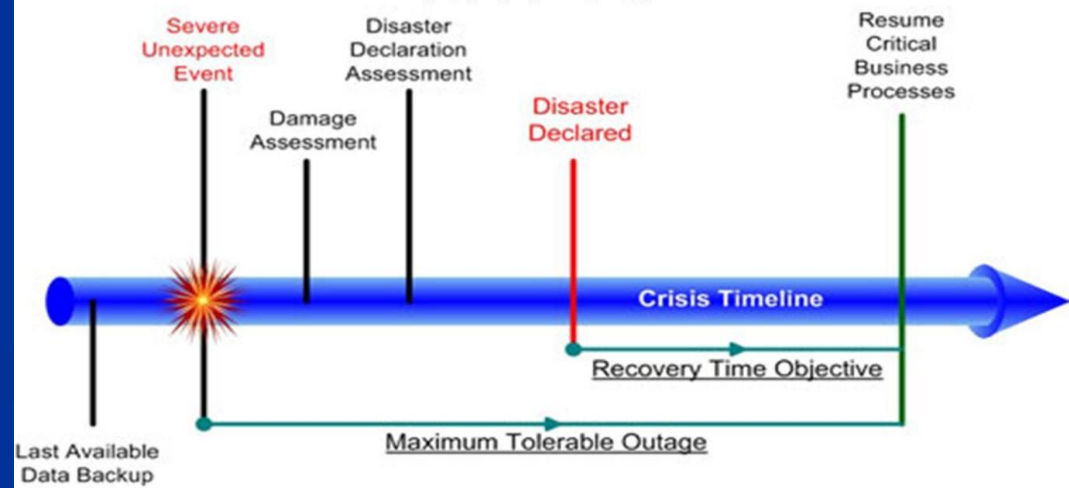 Severe
Unexpected
Event
Damage
Assessment
Disaster
Declaration
Assessment
Disaster
Declared
Resume
Critical
Business
Processes
Crisis Timeline
Recovery Time Objective
Maximum Tolerable Outage
Last Available
Data Backup